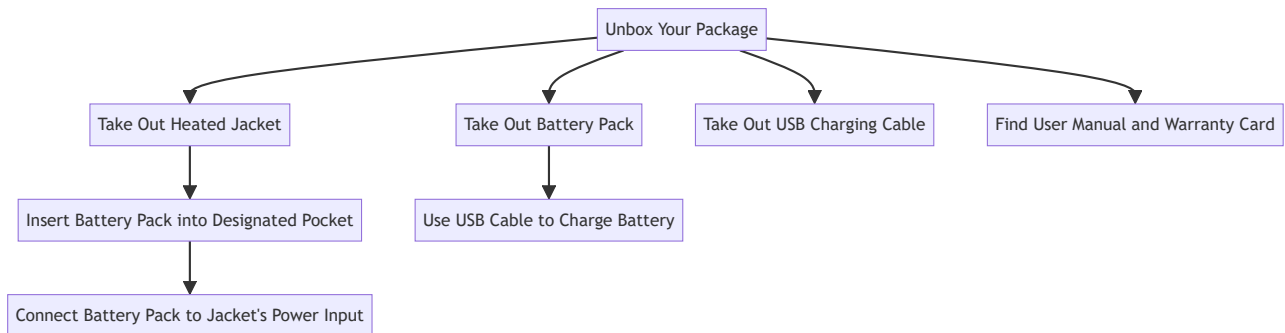 Unbox Your Package
Take Out Heated Jacket
Take Out Battery Pack
Take Out USB Charging Cable
Find User Manual and Warranty Card
Insert Battery Pack into Designated Pocket
Use USB Cable to Charge Battery
Connect Battery Pack to Jacket's Power Input